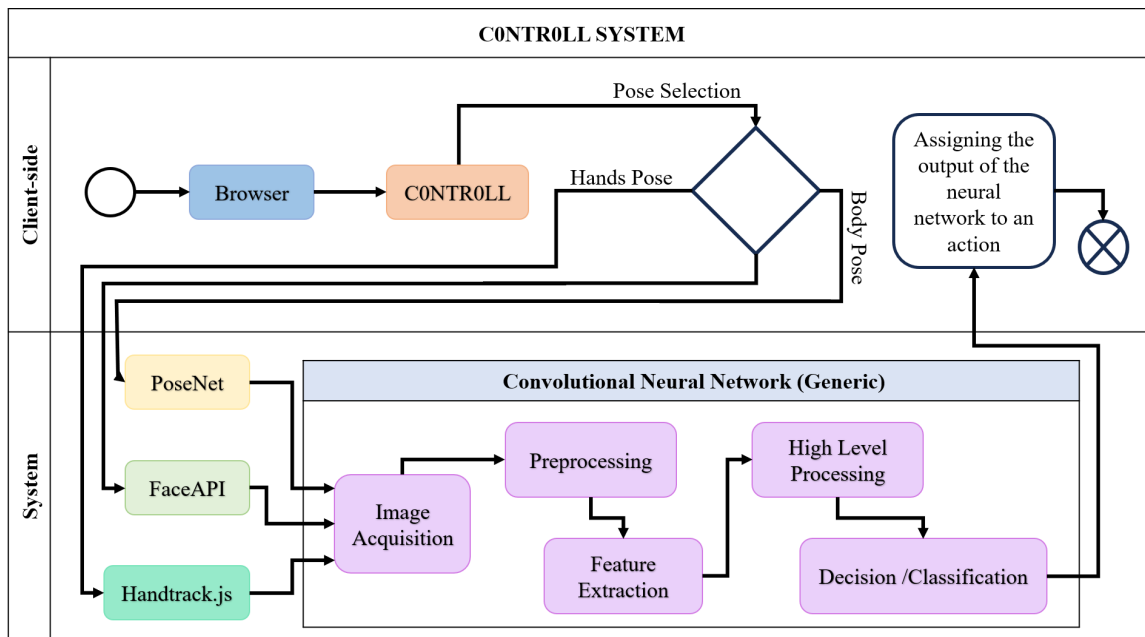 C0NTR0LL SYSTEM
Client-side
Pose Selection
Browser
C0NTR0LL
Hands Pose
Body Pose
Assigning the
output of the
neural
network to an
action
System
PoseNet
FaceAPI
Handtrack.js
Convolutional Neural Network (Generic)
Image
Acquisition
Preprocessing
Feature
Extraction
High Level
Processing
Decision /Classification